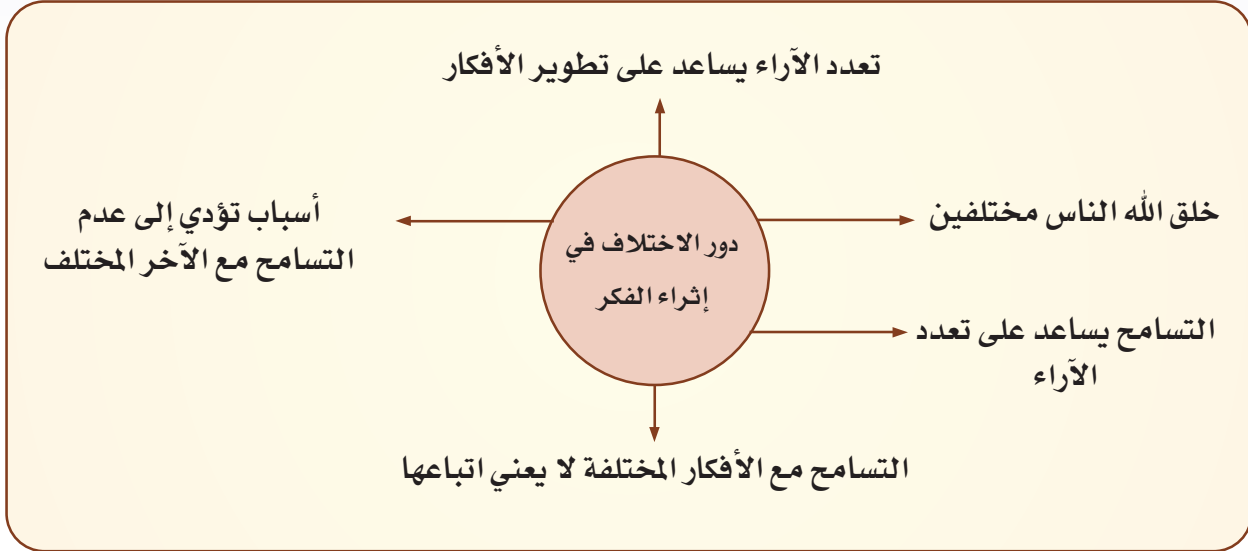 تعدد الآراء يساعد على تطوير الأفكار
خلق الله الناس مختلفين
أسباب تؤدي إلى عدم
التسامح مع الآخر المختلف
دور الاختلاف في
إثراء الفكر
التسامح يساعد على تعدد
الآراء
التسامح مع الأفكار المختلفة لا يعني اتباعها